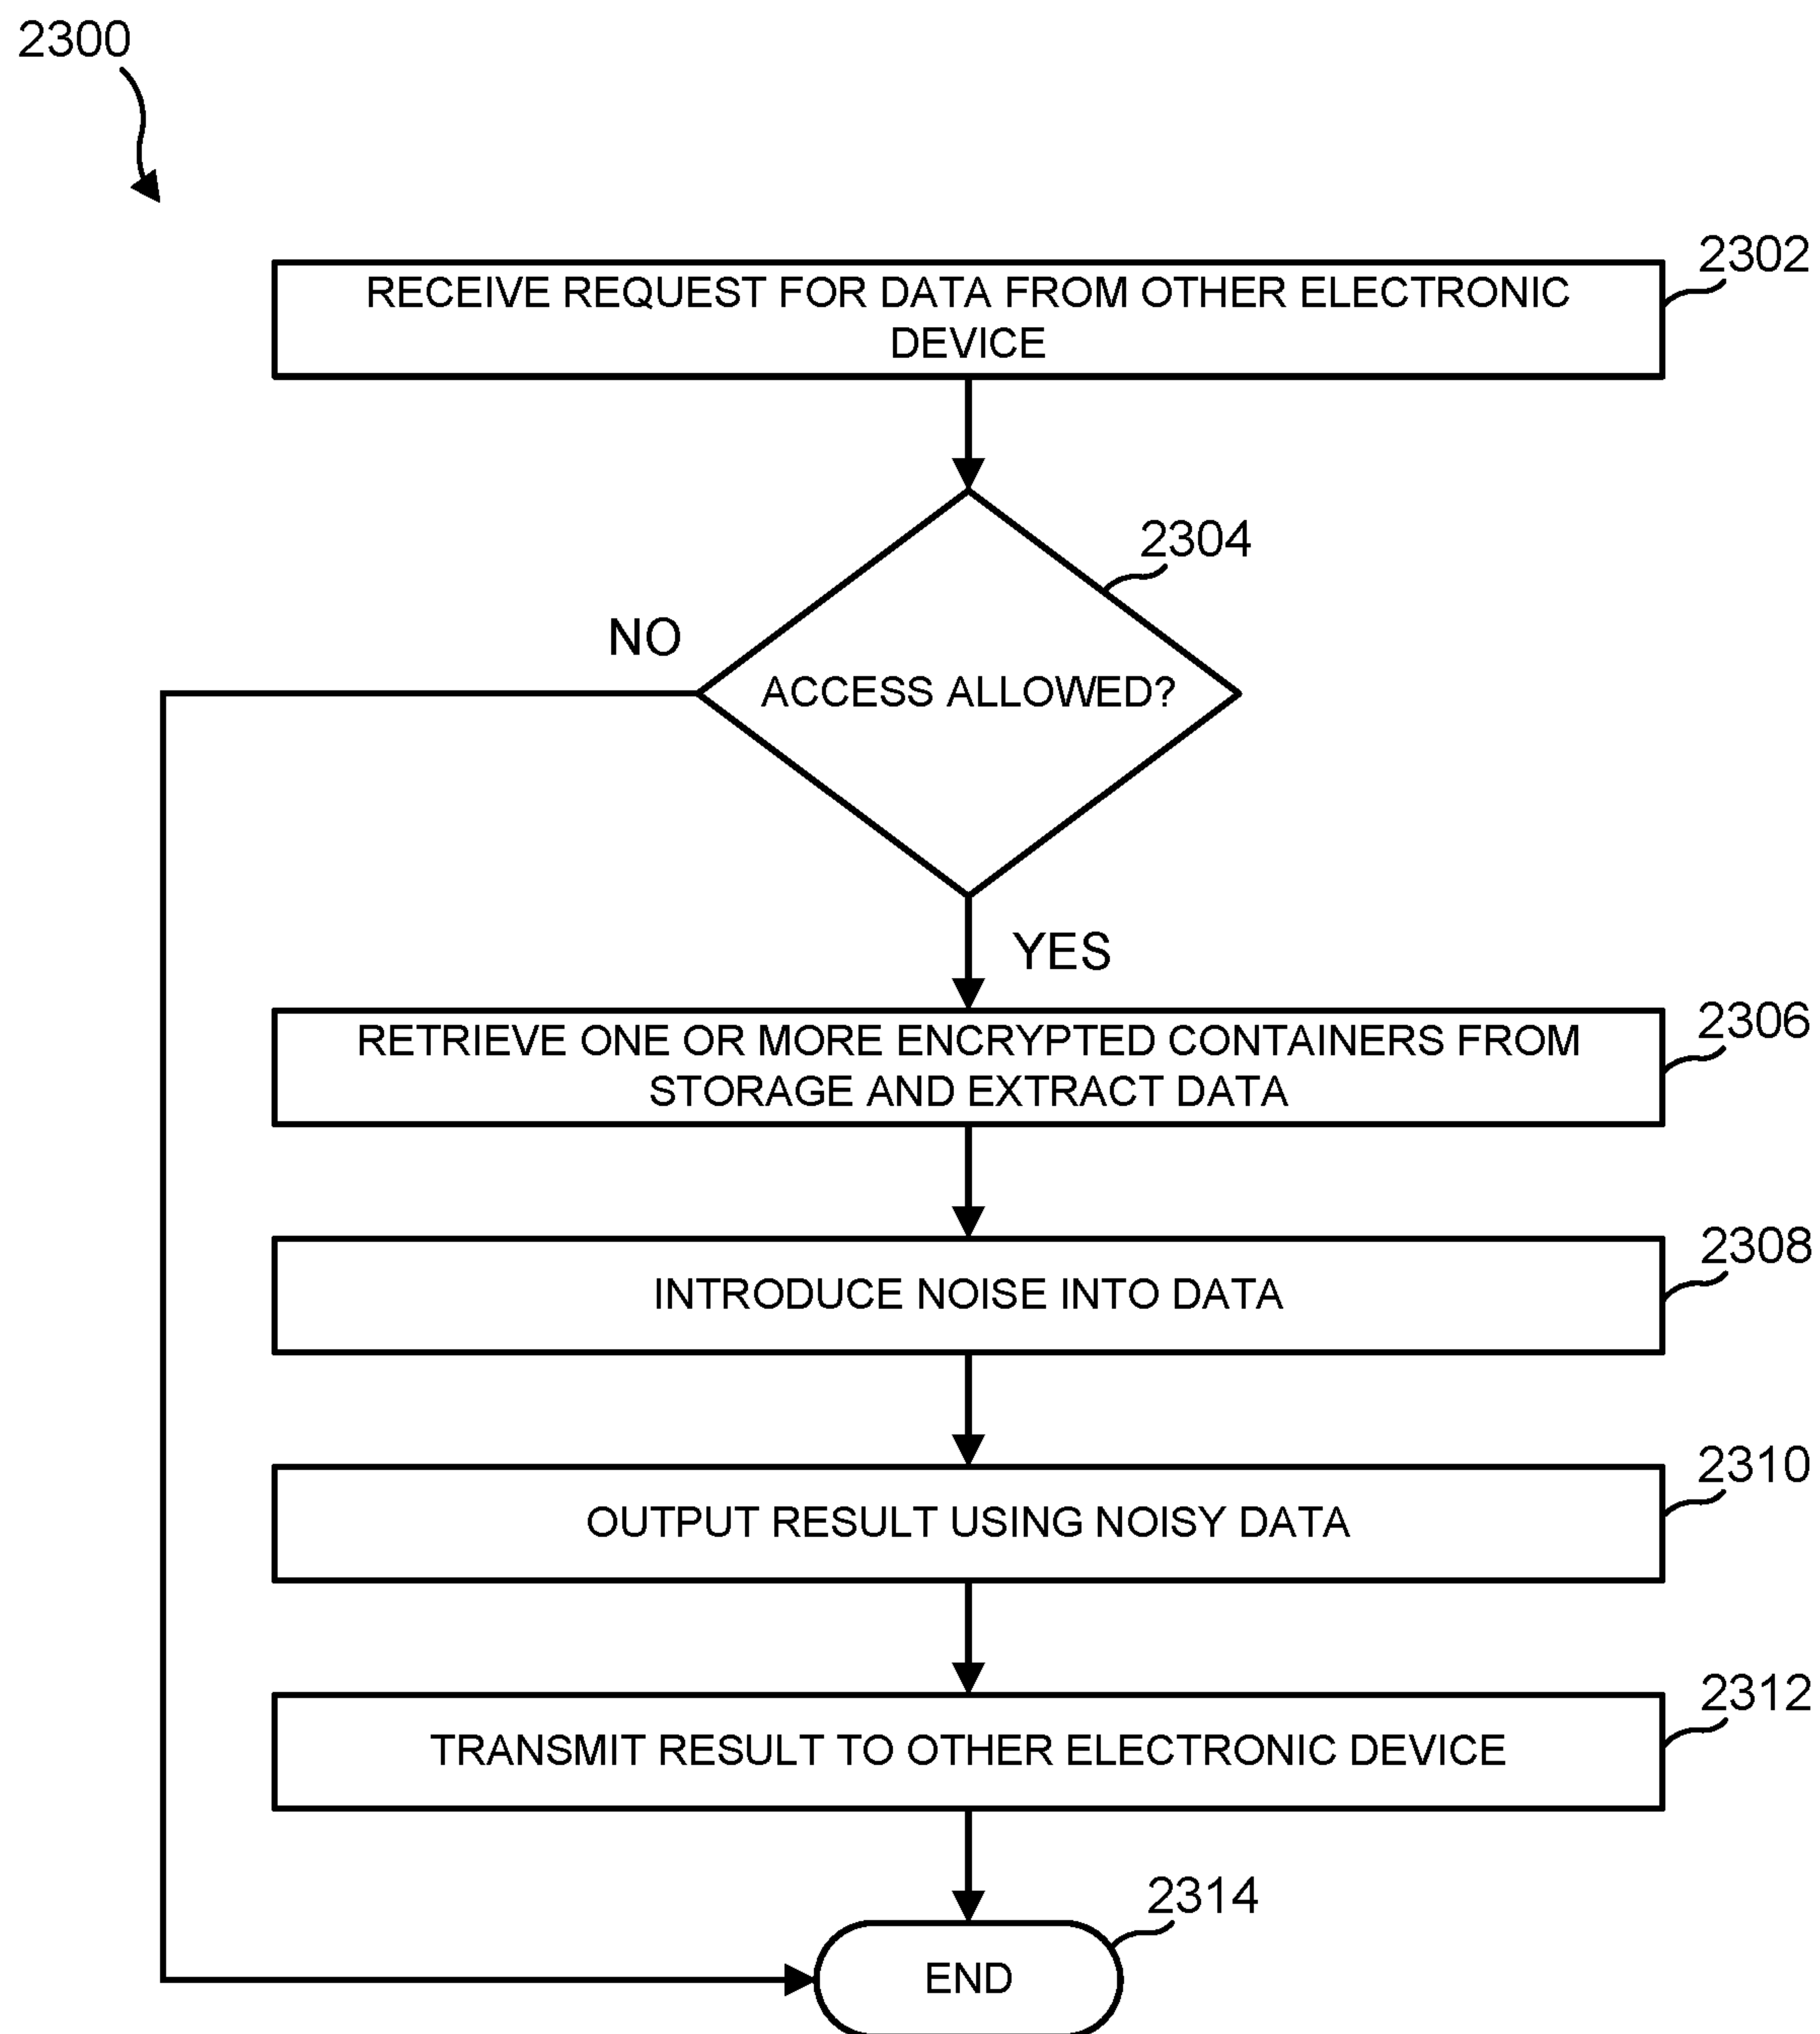 2300
2302
RECEIVE REQUEST FOR DATA FROM OTHER ELECTRONIC
DEVICE
2304
NO
ACCESS ALLOWED?
YES
2306
RETRIEVE ONE OR MORE ENCRYPTED CONTAINERS FROM
STORAGE AND EXTRACT DATA
2308
INTRODUCE NOISE INTO DATA
2310
OUTPUT RESULT USING NOISY DATA
2312
TRANSMIT RESULT TO OTHER ELECTRONIC DEVICE
2314
END